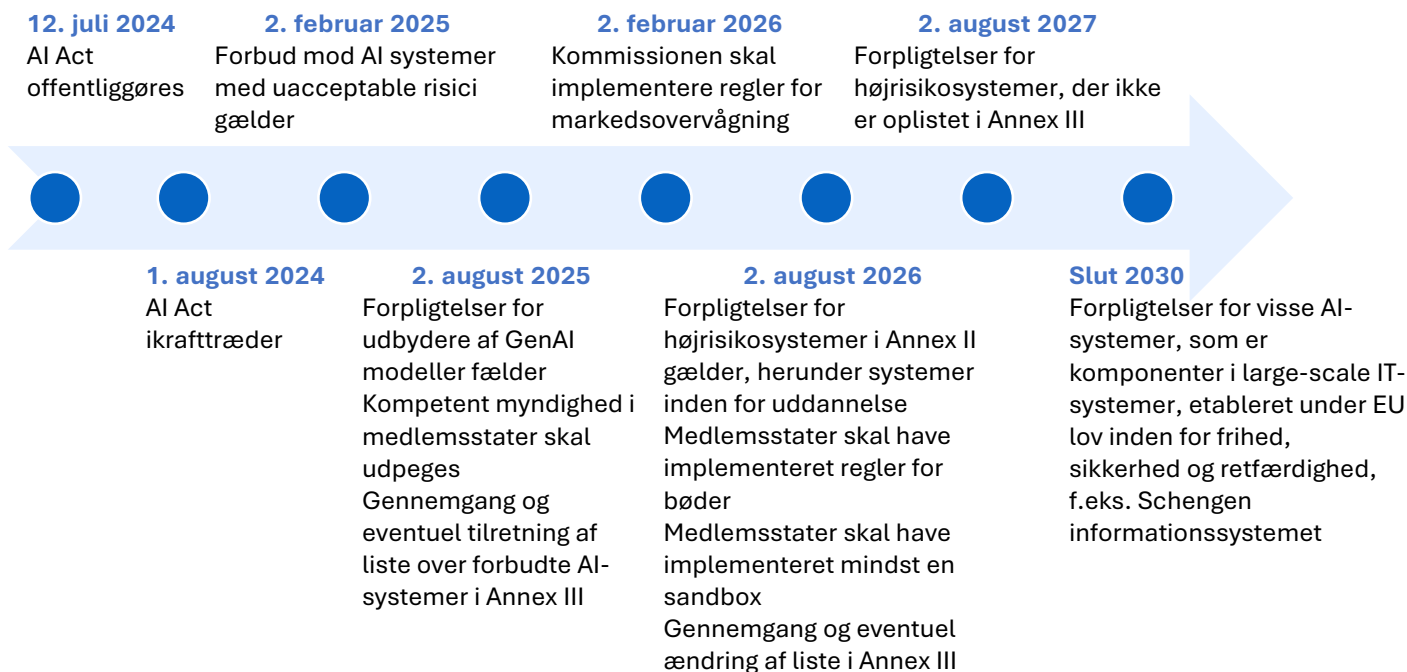 12. juli 2024
AI Act
offentliggøres
2. februar 2025
Forbud mod AI systemer
med uacceptable risici
gælder
2. februar 2026
Kommissionen skal
implementere regler for
markedsovervågning
2. august 2027
Forpligtelser for
højrisikosystemer, der ikke
er oplistet i Annex III
1. august 2024
AI Act
ikrafttræder
2. august 2025
Forpligtelser for
udbydere af GenAI
modeller fælder
Kompetent myndighed i
medlemsstater skal
udpeges
Gennemgang og
eventuel tilretning af
liste over forbudte AI-
systemer i Annex III
2. august 2026
Forpligtelser for
højrisikosystemer i Annex II
gælder, herunder systemer
inden for uddannelse
Medlemsstater skal have
implementeret regler for
bøder
Medlemsstater skal have
implementeret mindst en
sandbox
Gennemgang og eventuel
ændring af liste i Annex III
Slut 2030
Forpligtelser for visse AI-
systemer, som er
komponenter i large-scale IT-
systemer, etableret under EU
lov inden for frihed,
sikkerhed og retfærdighed,
f.eks. Schengen
informationssystemet